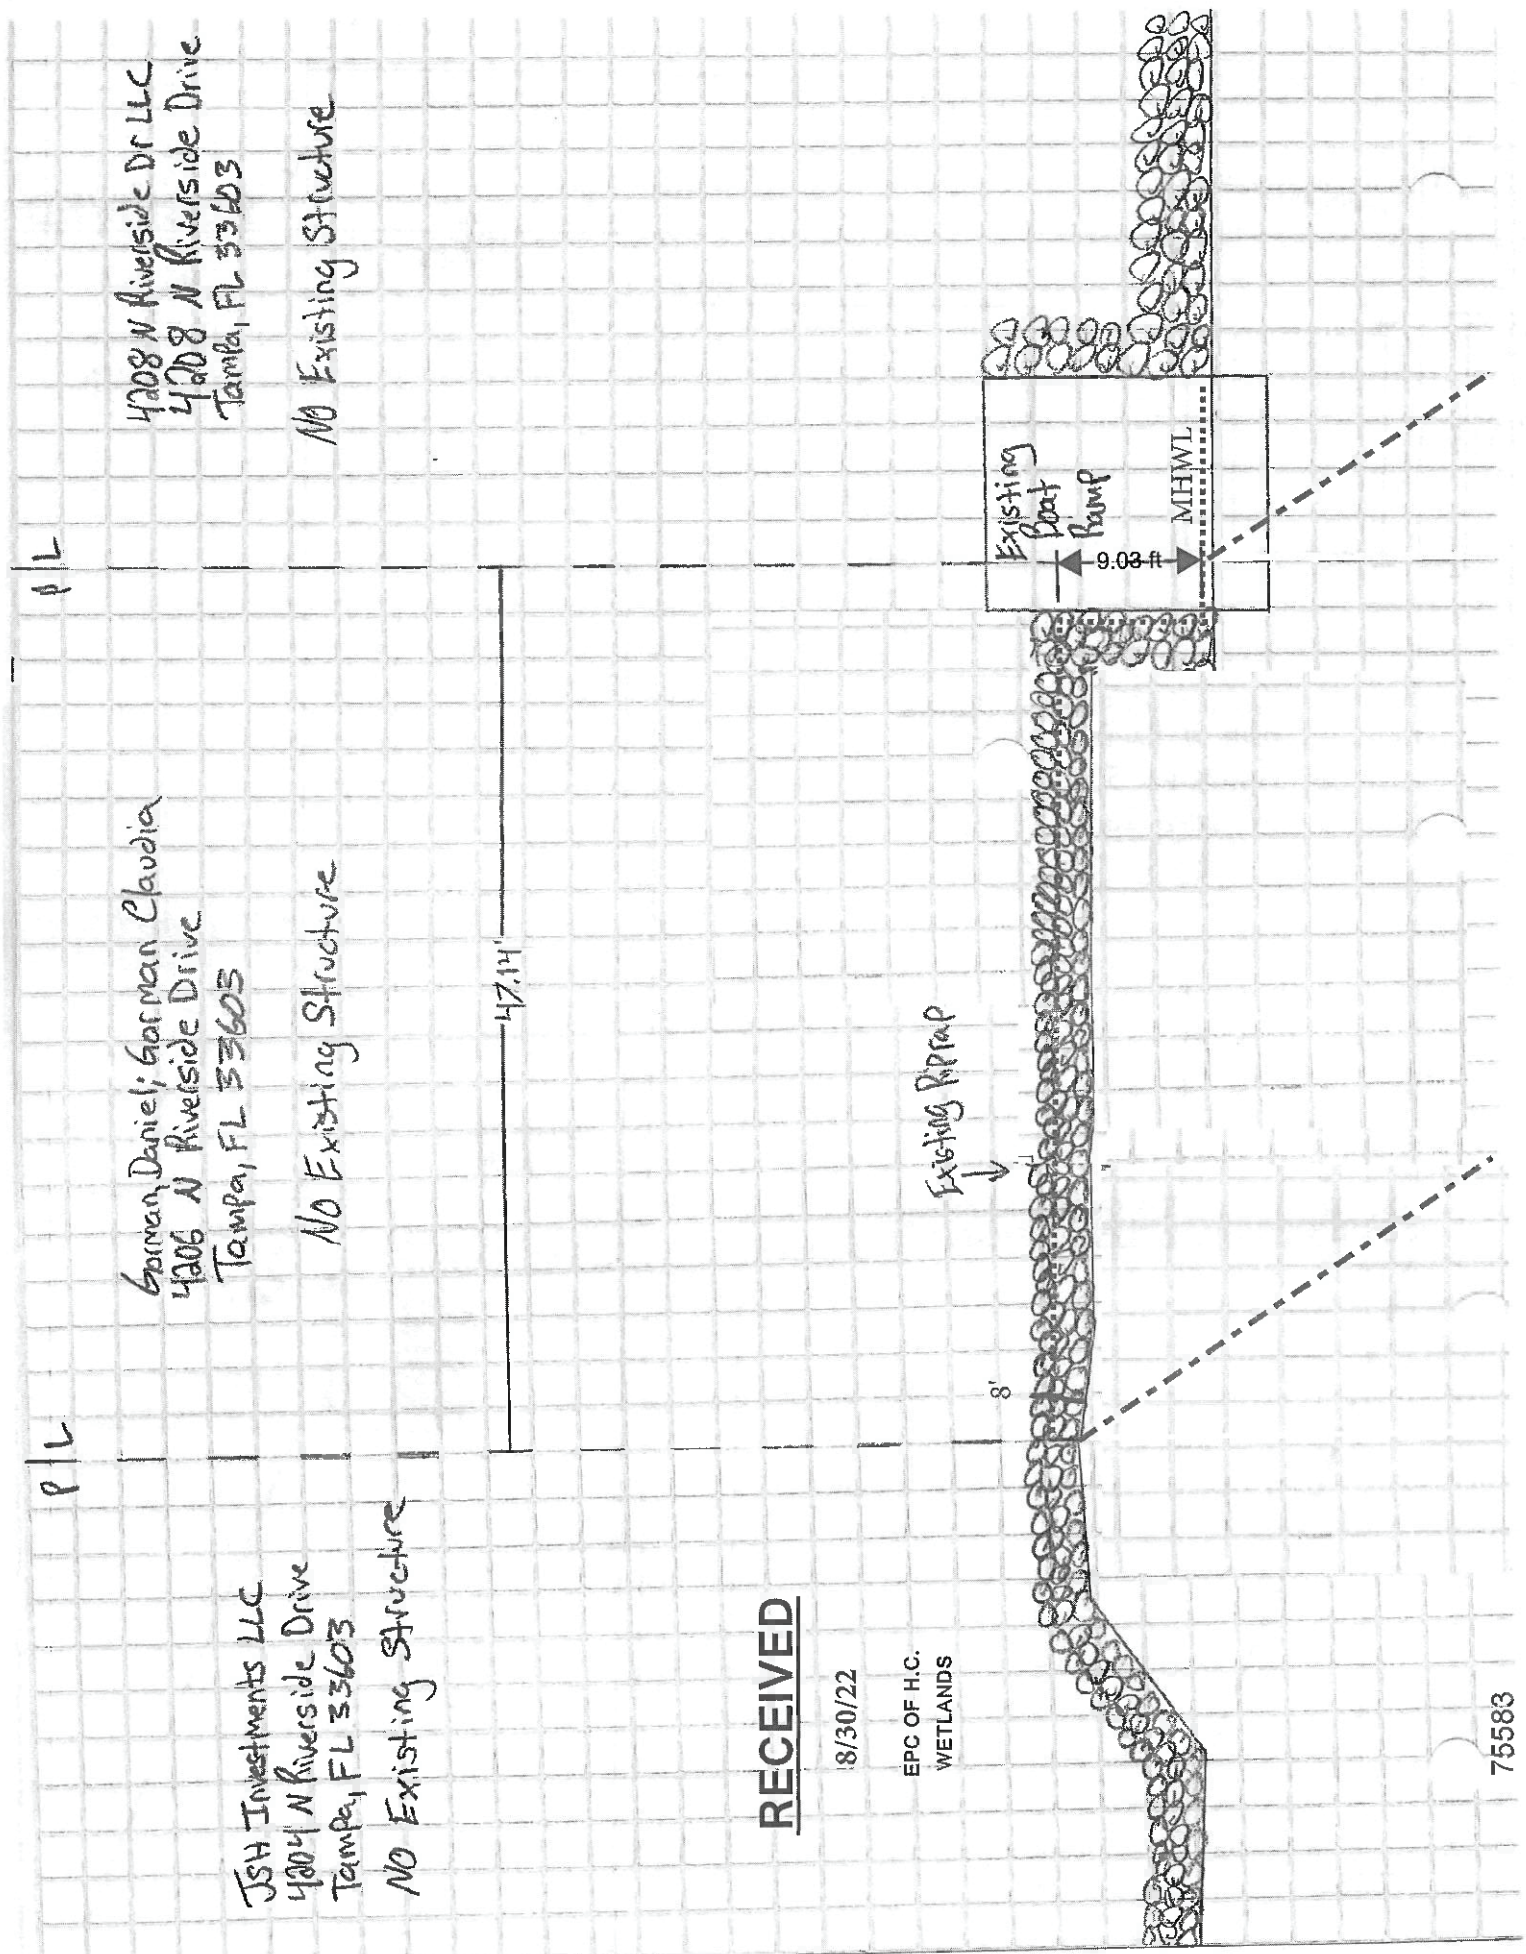 P L
P L
JSH Investments LLC
4204 N Riverside Drive
Tampa, FL 33603
NO Existing Structure
Gorman, Daniel; Gorman Claudia
4206 N Riverside Drive
Tampa, FL 33603
NO Existing Structure
4208 N Riverside Dr LLC
4208 N Riverside Drive
Tampa, FL 33603
NO Existing Structure
47.14'
RECEIVED
8/30/22
EPC OF H.C.
WETLANDS
Existing Riprap
8'
Existing
Boat
Ramp
9.03 ft
MHWL
75583